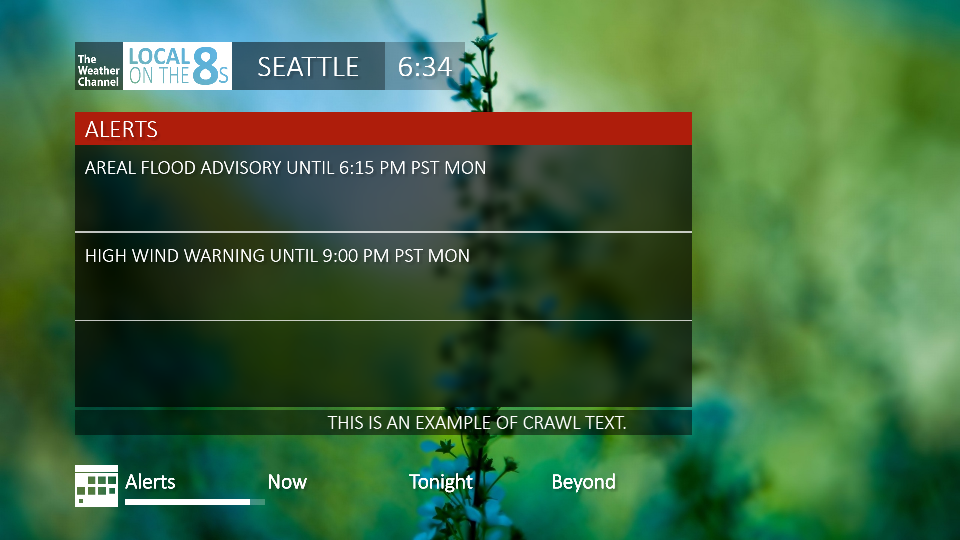 The
Weather
Channel
LOCAL
ON THE 8s
SEATTLE
6:34
ALERTS
AREAL FLOOD ADVISORY UNTIL 6:15 PM PST MON
HIGH WIND WARNING UNTIL 9:00 PM PST MON
THIS IS AN EXAMPLE OF CRAWL TEXT.
Alerts
Now
Tonight
Beyond